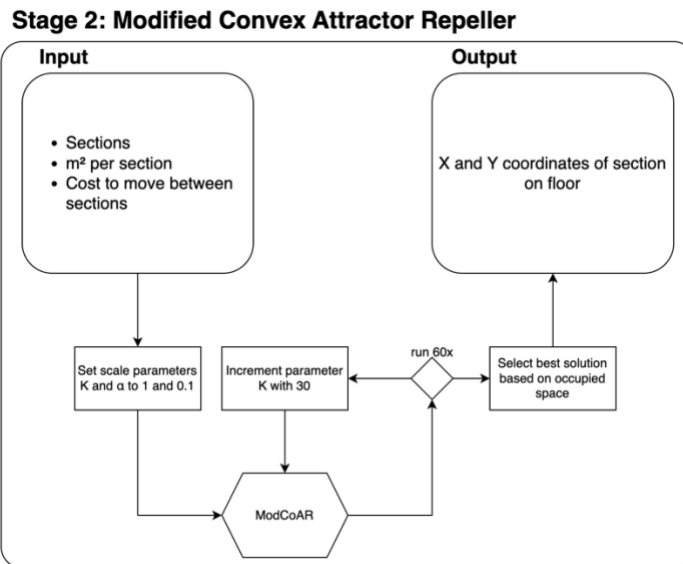 Stage 2: Modified Convex Attractor Repeller
Input
Output
• Sections
• m² per section
• Cost to move between
sections
X and Y coordinates of section
on floor
Set scale parameters
K and α to 1 and 0.1
Increment parameter
K with 30
run 60x
Select best solution
based on occupied
space
ModCoAR